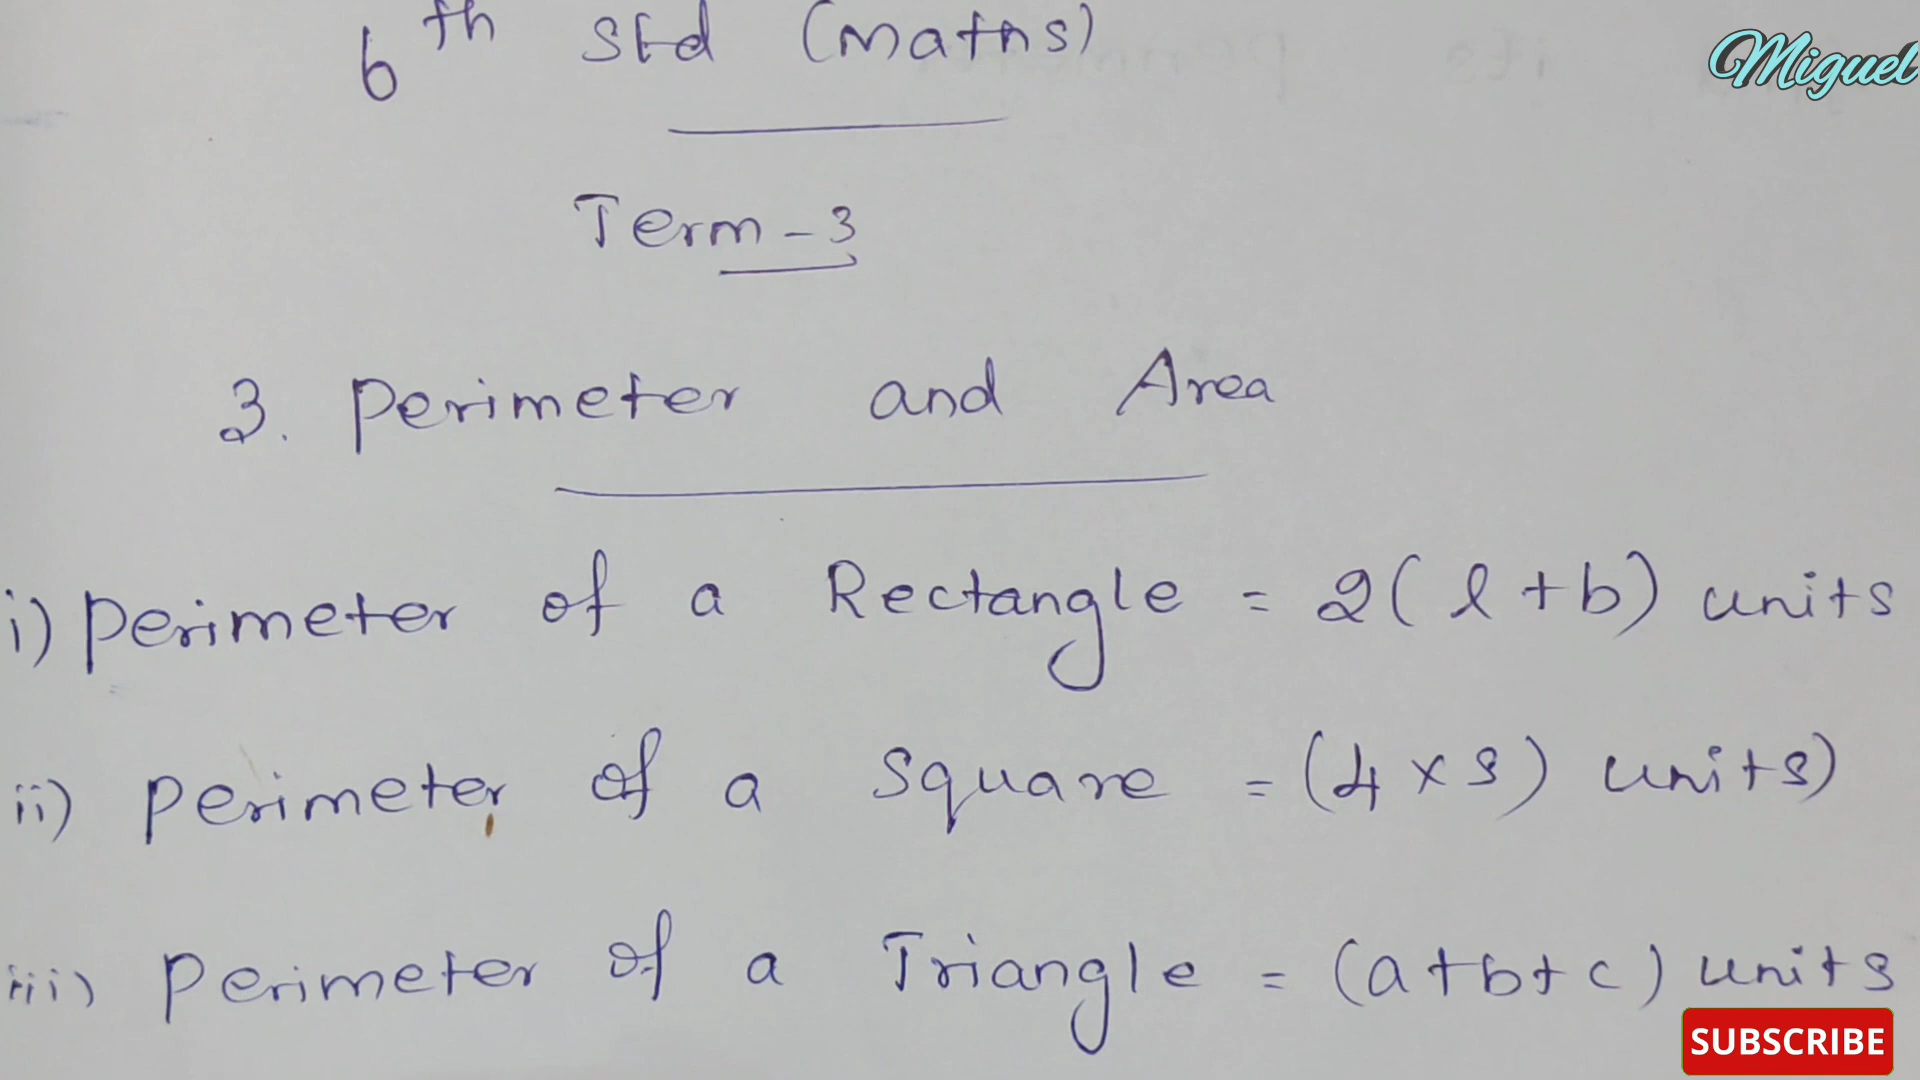 6th Std (Maths)
Miguel
Term - 3
3. Perimeter and Area
i) Perimeter of a Rectangle = 2(l+b) units
ii) Perimeter of a Square = (4 x s) units)
iii) Perimeter of a Triangle = (a+b+c) units
SUBSCRIBE